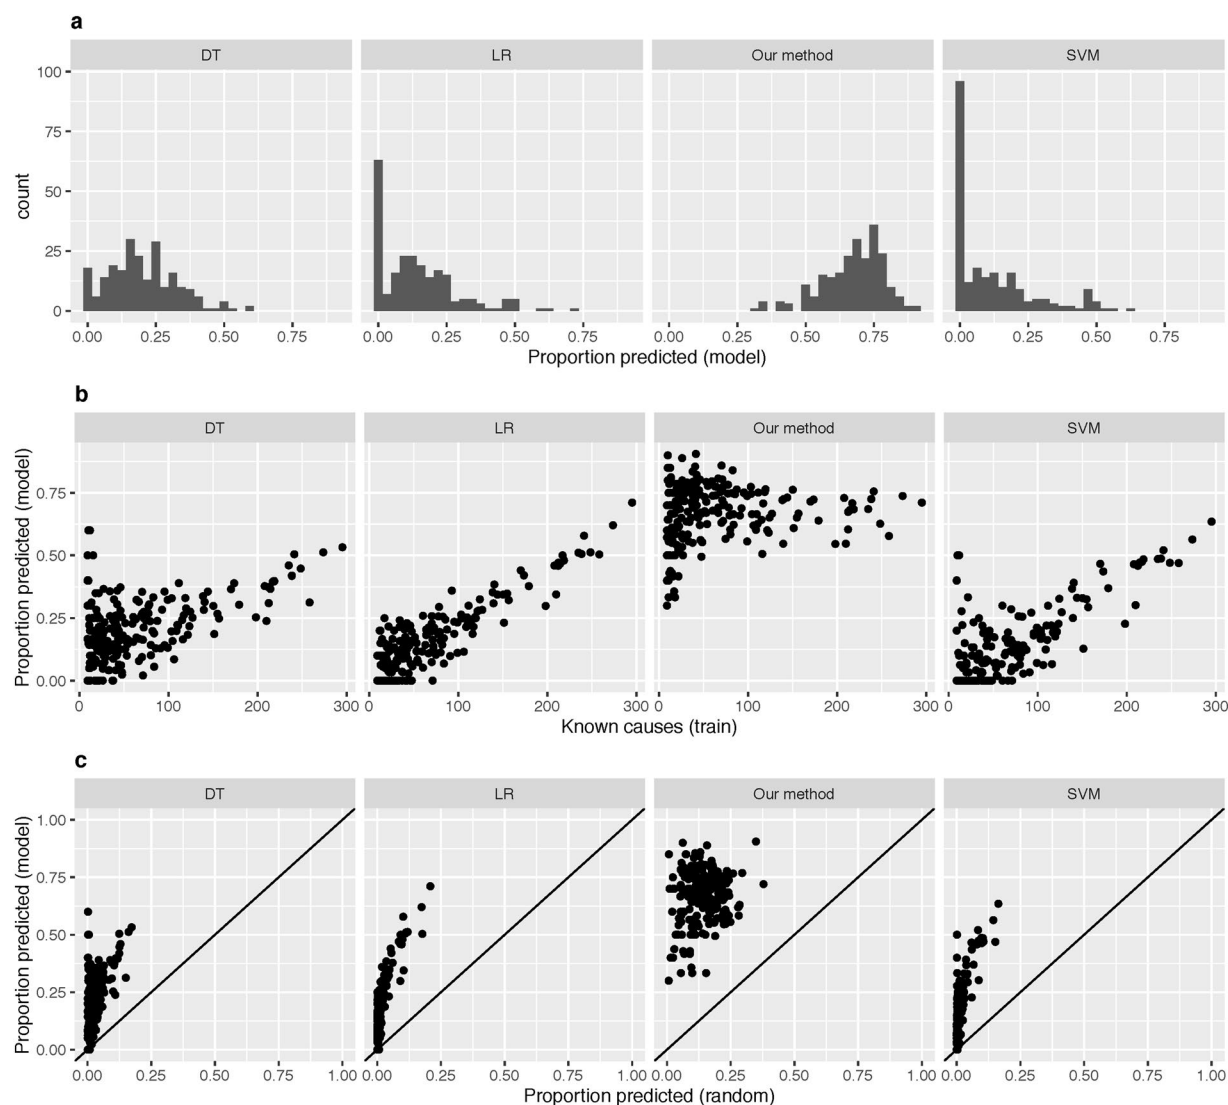 a
DT LR Our method SVM
100
75
50
25
0
count
0.00 0.25 0.50 0.75 0.00 0.25 0.50 0.75 0.00 0.25 0.50 0.75 0.00 0.25 0.50 0.75
Proportion predicted (model)
b
DT LR Our method SVM
0.75
0.50
0.25
0.00
Proportion predicted (model)
0 100 200 300 0 100 200 300 0 100 200 300 0 100 200 300
Known causes (train)
c
DT LR Our method SVM
1.00
0.75
0.50
0.25
0.00
Proportion predicted (model)
0.00 0.25 0.50 0.75 1.00 0.00 0.25 0.50 0.75 1.00 0.00 0.25 0.50 0.75 1.00 0.00 0.25 0.50 0.75 1.00
Proportion predicted (random)